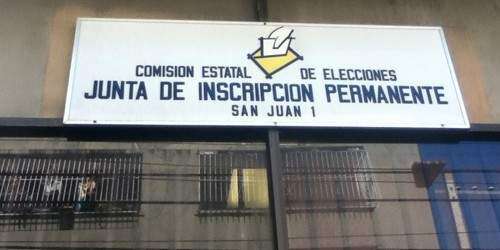 COMISION ESTATAL DE ELECCIONES
JUNTA DE INSCRIPCION PERMANENTE
SAN JUAN 1